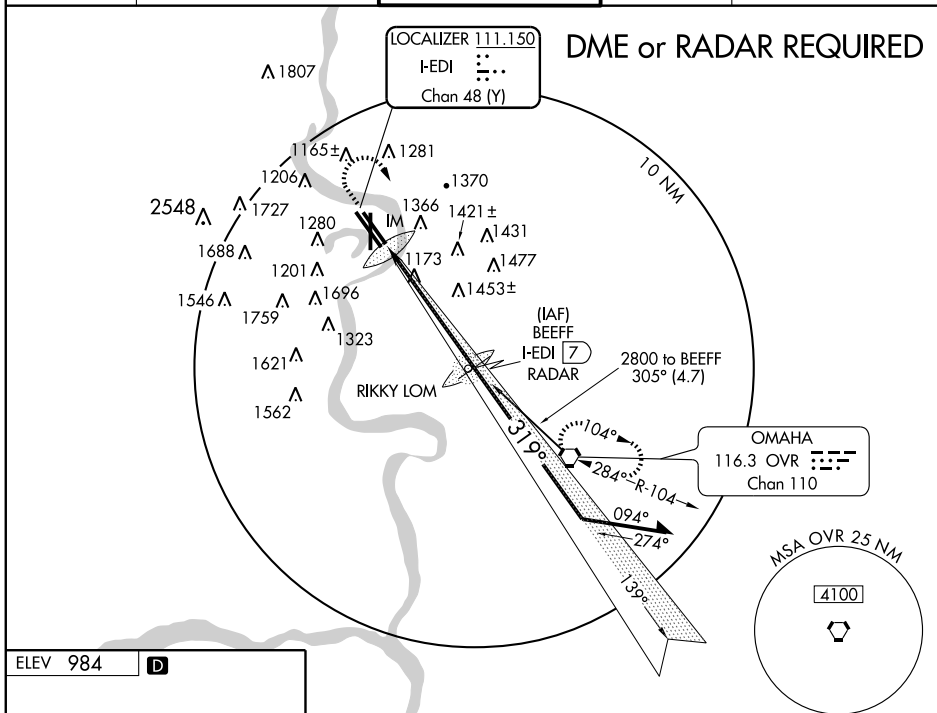 LOCALIZER 111.150
I-EDI
Chan 48 (Y)
DME or RADAR REQUIRED
1807
1165±
1281
10 NM
1206
1370
2548
1727
1366
1421±
IM
1280
1431
1688
1173
1477
1201
1546
1696
1453±
1759
(IAF)
BEEFF
1323
I-EDI 7
2800 to BEEFF
1621
RADAR
305° (4.7)
RIKKY LOM
1562
319°
104°
OMAHA
116.3 OVR
Chan 110
284°
R-104
094°
274°
MSA OVR 25 NM
139°
4100
ELEV 984
D